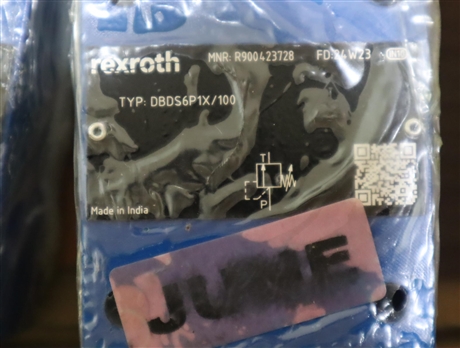 rexroth MNR: R900423728 FD:24W23
TYP: DBDS6P1X/100
T
P
Made in India